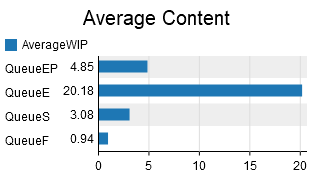 Average Content
AverageWIP
QueueEP 4.85
QueueE 20.18
QueueS 3.08
QueueF 0.94
0 5 10 15 20